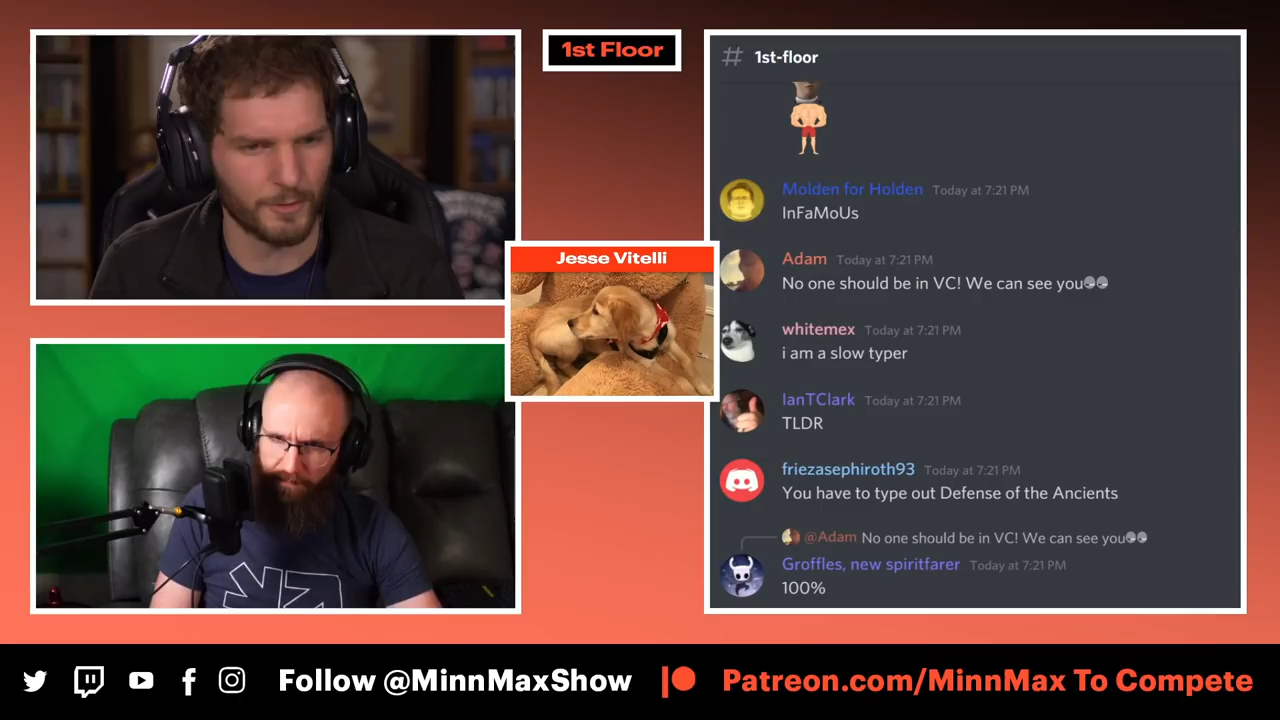 1st Floor
# 1st-floor
Molden for Holden Today at 7:21 PM
InFaMoUs
Adam Today at 7:21 PM
No one should be in VC! We can see you👀
Jesse Vitelli
whitemex Today at 7:21 PM
i am a slow typer
IanTClark Today at 7:21 PM
TLDR
friezasephiroth93 Today at 7:21 PM
You have to type out Defense of the Ancients
@Adam No one should be in VC! We can see you👀
Groffles, new spiritfarer Today at 7:21 PM
100%
Follow @MinnMaxShow
Patreon.com/MinnMax To Compete